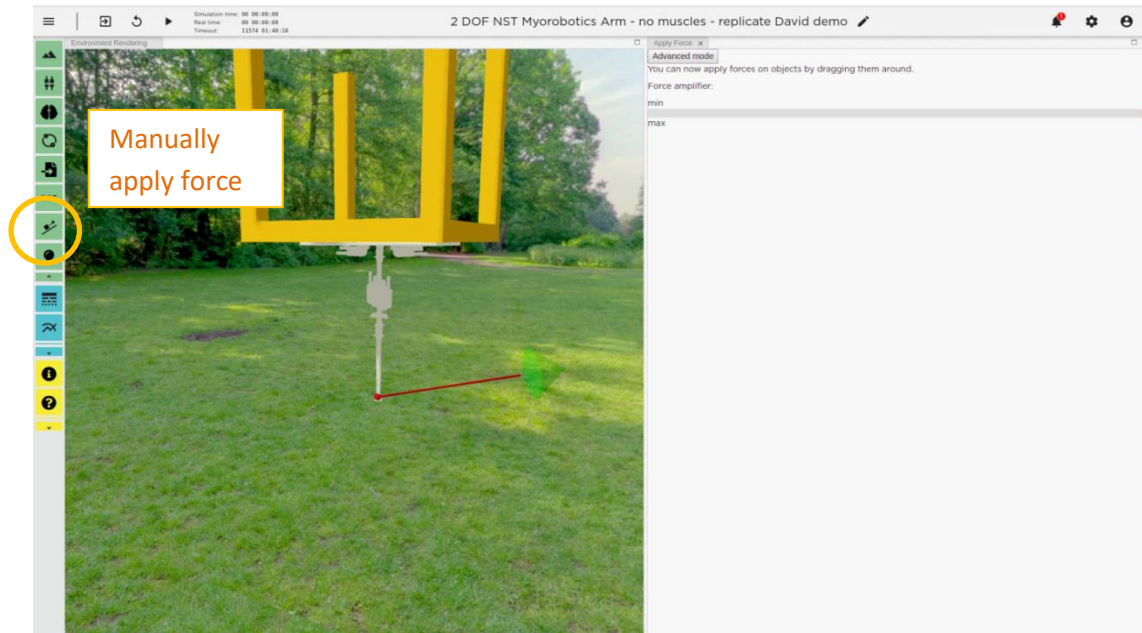 Simulation time: 00 00:00:00
Real time: 00 00:00:00
Timeout: 11574 01:40:10
2 DOF NST Myorobotics Arm - no muscles - replicate David demo
Environment Rendering
Apply Force
Advanced mode
You can now apply forces on objects by dragging them around.
Force amplifier:
min
max
Manually
apply force